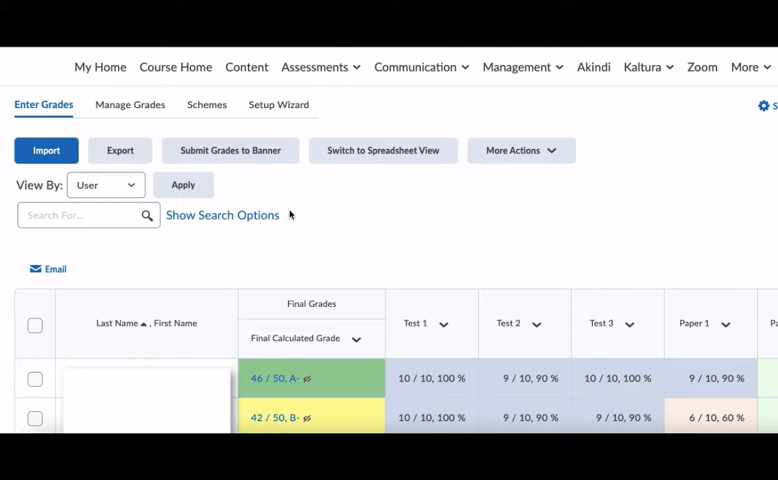 My Home Course Home Content Assessments Communication Management Akindi Kaltura Zoom More
Enter Grades Manage Grades Schemes Setup Wizard
Import Export Submit Grades to Banner Switch to Spreadsheet View More Actions
View By: User Apply
Search For... Show Search Options
Email
Final Grades
Last Name , First Name Test 1 Test 2 Test 3 Paper 1
Final Calculated Grade
46 / 50, A- 10 / 10, 100 % 9 / 10, 90 % 10 / 10, 100 % 9 / 10, 90 %
42 / 50, B- 10 / 10, 100 % 9 / 10, 90 % 9 / 10, 90 % 6 / 10, 60 %